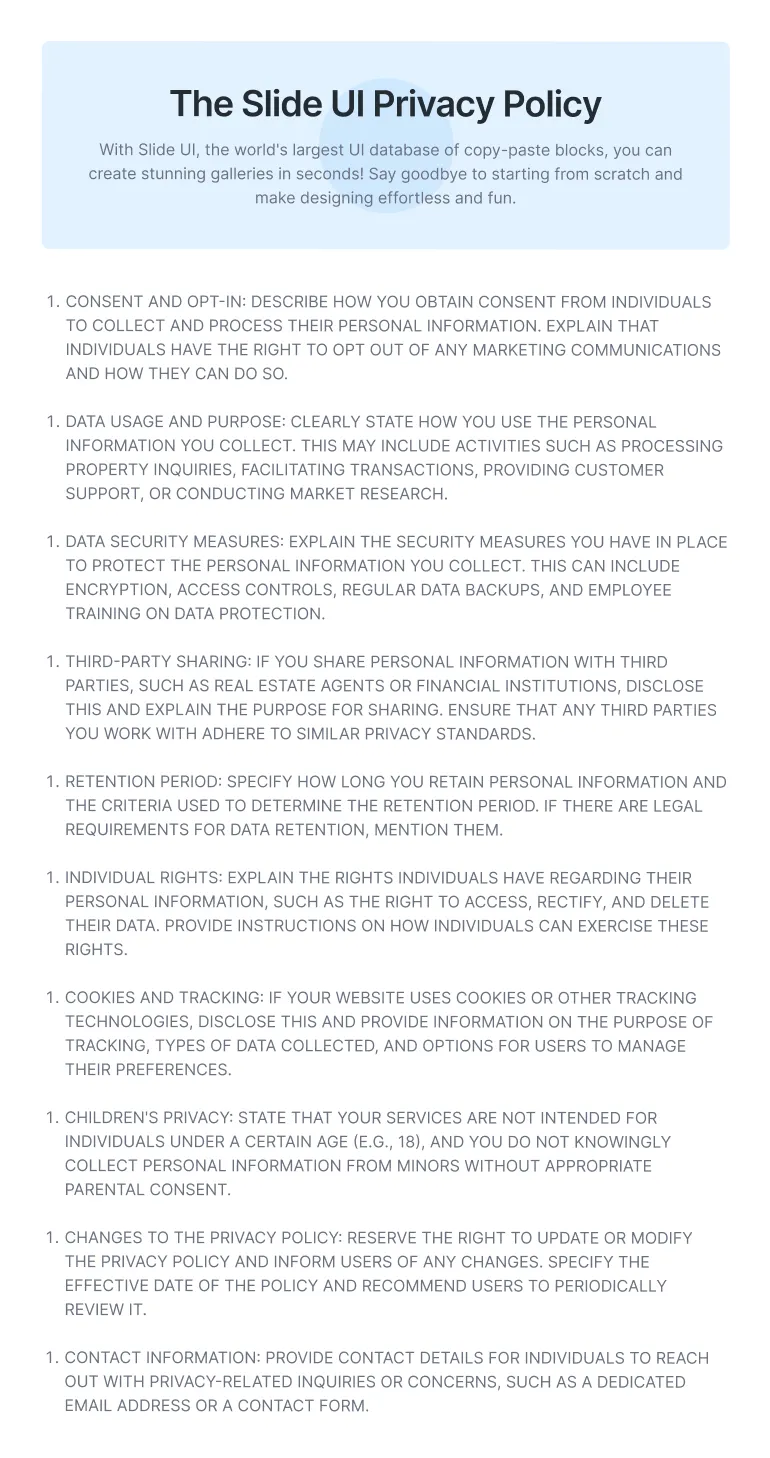 The Slide UI Privacy Policy
With Slide UI, the world's largest UI database of copy-paste blocks, you can
create stunning galleries in seconds! Say goodbye to starting from scratch and
make designing effortless and fun.
1. CONSENT AND OPT-IN: DESCRIBE HOW YOU OBTAIN CONSENT FROM INDIVIDUALS
TO COLLECT AND PROCESS THEIR PERSONAL INFORMATION. EXPLAIN THAT
INDIVIDUALS HAVE THE RIGHT TO OPT OUT OF ANY MARKETING COMMUNICATIONS
AND HOW THEY CAN DO SO.
1. DATA USAGE AND PURPOSE: CLEARLY STATE HOW YOU USE THE PERSONAL
INFORMATION YOU COLLECT. THIS MAY INCLUDE ACTIVITIES SUCH AS PROCESSING
PROPERTY INQUIRIES, FACILITATING TRANSACTIONS, PROVIDING CUSTOMER
SUPPORT, OR CONDUCTING MARKET RESEARCH.
1. DATA SECURITY MEASURES: EXPLAIN THE SECURITY MEASURES YOU HAVE IN PLACE
TO PROTECT THE PERSONAL INFORMATION YOU COLLECT. THIS CAN INCLUDE
ENCRYPTION, ACCESS CONTROLS, REGULAR DATA BACKUPS, AND EMPLOYEE
TRAINING ON DATA PROTECTION.
1. THIRD-PARTY SHARING: IF YOU SHARE PERSONAL INFORMATION WITH THIRD
PARTIES, SUCH AS REAL ESTATE AGENTS OR FINANCIAL INSTITUTIONS, DISCLOSE
THIS AND EXPLAIN THE PURPOSE FOR SHARING. ENSURE THAT ANY THIRD PARTIES
YOU WORK WITH ADHERE TO SIMILAR PRIVACY STANDARDS.
1. RETENTION PERIOD: SPECIFY HOW LONG YOU RETAIN PERSONAL INFORMATION AND
THE CRITERIA USED TO DETERMINE THE RETENTION PERIOD. IF THERE ARE LEGAL
REQUIREMENTS FOR DATA RETENTION, MENTION THEM.
1. INDIVIDUAL RIGHTS: EXPLAIN THE RIGHTS INDIVIDUALS HAVE REGARDING THEIR
PERSONAL INFORMATION, SUCH AS THE RIGHT TO ACCESS, RECTIFY, AND DELETE
THEIR DATA. PROVIDE INSTRUCTIONS ON HOW INDIVIDUALS CAN EXERCISE THESE
RIGHTS.
1. COOKIES AND TRACKING: IF YOUR WEBSITE USES COOKIES OR OTHER TRACKING
TECHNOLOGIES, DISCLOSE THIS AND PROVIDE INFORMATION ON THE PURPOSE OF
TRACKING, TYPES OF DATA COLLECTED, AND OPTIONS FOR USERS TO MANAGE
THEIR PREFERENCES.
1. CHILDREN'S PRIVACY: STATE THAT YOUR SERVICES ARE NOT INTENDED FOR
INDIVIDUALS UNDER A CERTAIN AGE (E.G., 18), AND YOU DO NOT KNOWINGLY
COLLECT PERSONAL INFORMATION FROM MINORS WITHOUT APPROPRIATE
PARENTAL CONSENT.
1. CHANGES TO THE PRIVACY POLICY: RESERVE THE RIGHT TO UPDATE OR MODIFY
THE PRIVACY POLICY AND INFORM USERS OF ANY CHANGES. SPECIFY THE
EFFECTIVE DATE OF THE POLICY AND RECOMMEND USERS TO PERIODICALLY
REVIEW IT.
1. CONTACT INFORMATION: PROVIDE CONTACT DETAILS FOR INDIVIDUALS TO REACH
OUT WITH PRIVACY-RELATED INQUIRIES OR CONCERNS, SUCH AS A DEDICATED
EMAIL ADDRESS OR A CONTACT FORM.